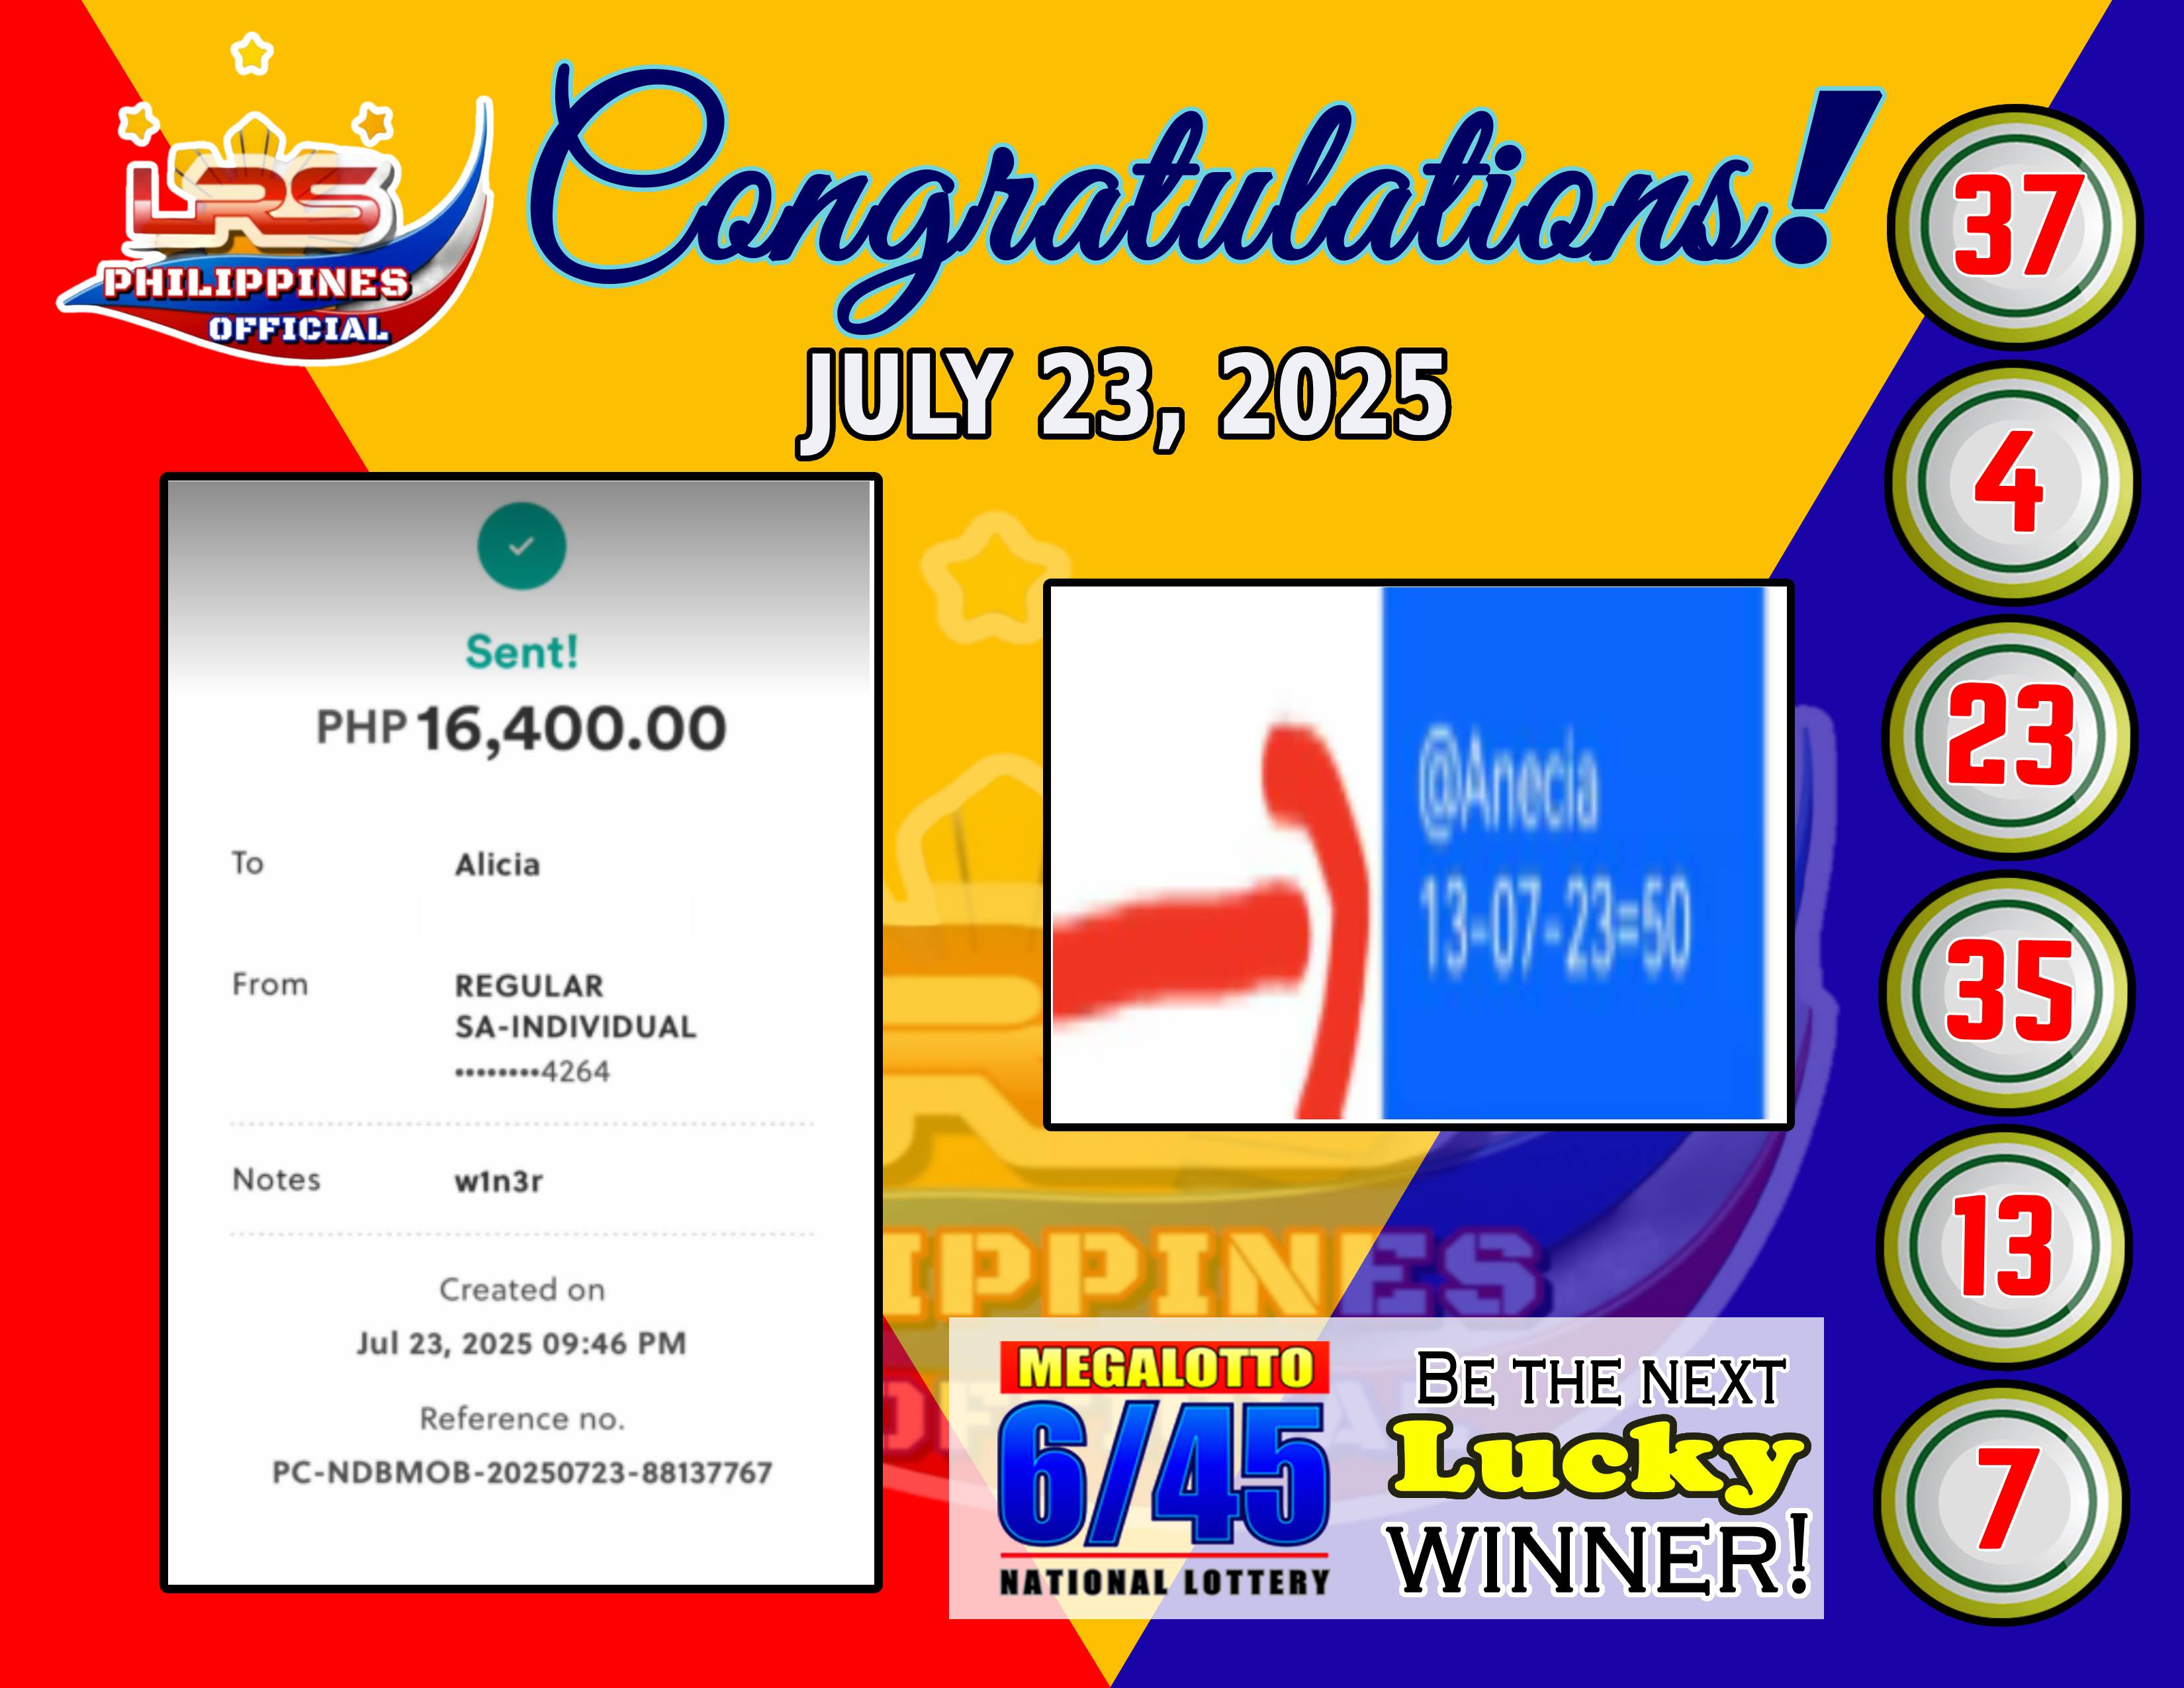 LRS
PHILIPPINES
OFFICIAL
Congratulations!
JULY 23, 2025
Sent!
PHP 16,400.00
To Alicia
From REGULAR
SA-INDIVIDUAL
••••••••4264
Notes w1n3r
Created on
Jul 23, 2025 09:46 PM
Reference no.
PC-NDBMOB-20250723-88137767
@Anecia
13-07-23=50
IPPINES
MEGALOTTO
6/45
NATIONAL LOTTERY
BE THE NEXT
Lucky
WINNER!
37
4
23
35
13
7